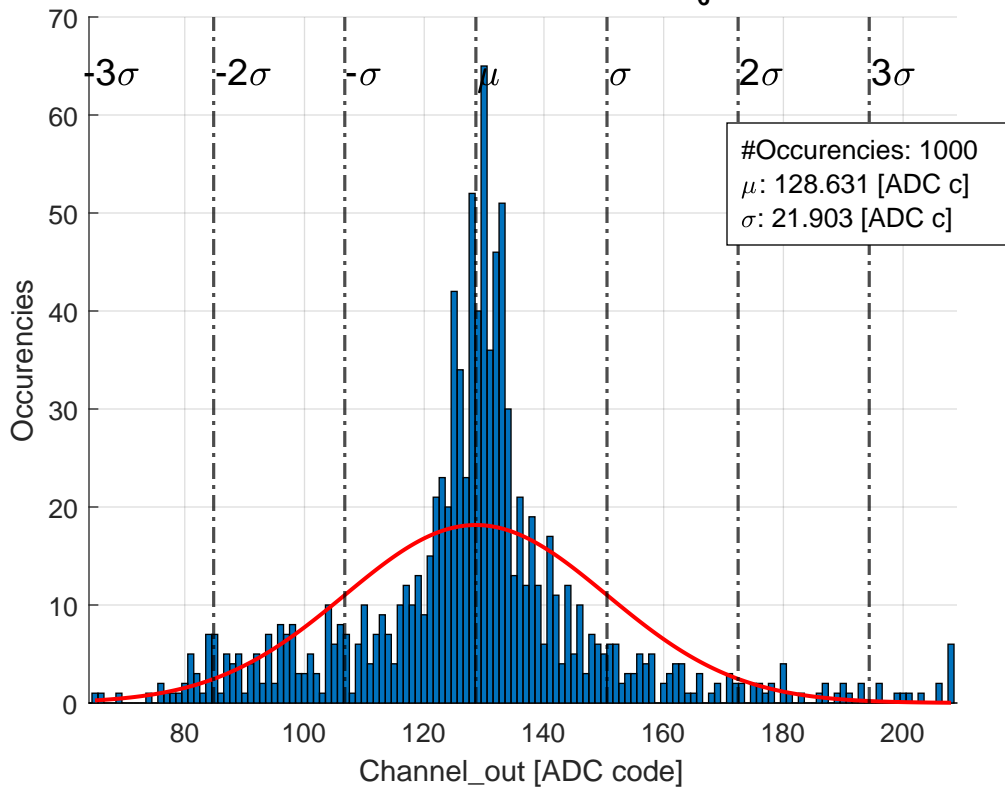 70
60
50
40
30
20
10
0
Occurencies
-3σ -2σ -σ μ σ 2σ 3σ
#Occurencies: 1000
μ: 128.631 [ADC c]
σ: 21.903 [ADC c]
80 100 120 140 160 180 200
Channel_out [ADC code]